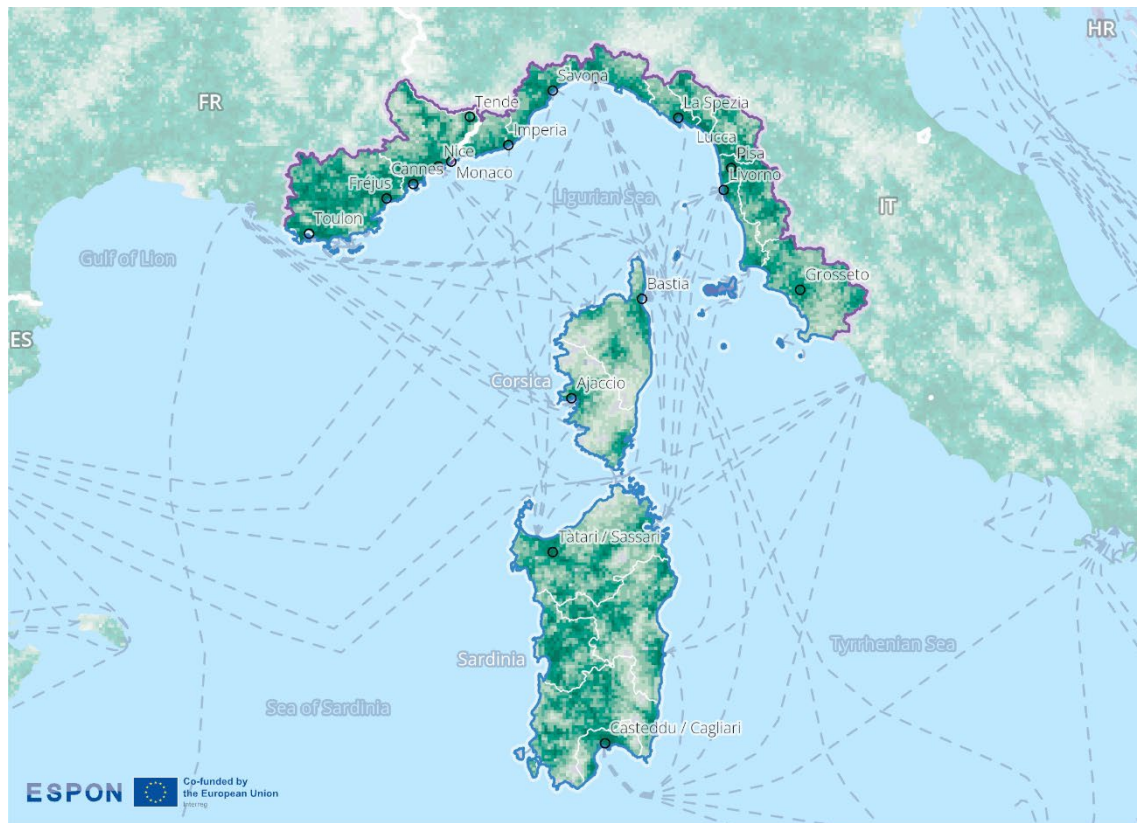 HR
FR
Savona
Tende
La Spezia
Imperia
Lucca
Nice
Pisa
Cannes
Monaco
Livorno
Fréjus
Ligurian Sea
IT
Toulon
Gulf of Lion
Grosseto
Bastia
ES
Corsica
Ajaccio
Tatari / Sassari
Tyrrhenian Sea
Sardinia
Sea of Sardinia
Casteddu / Cagliari
ESPON
Co-funded by
the European Union
Interreg